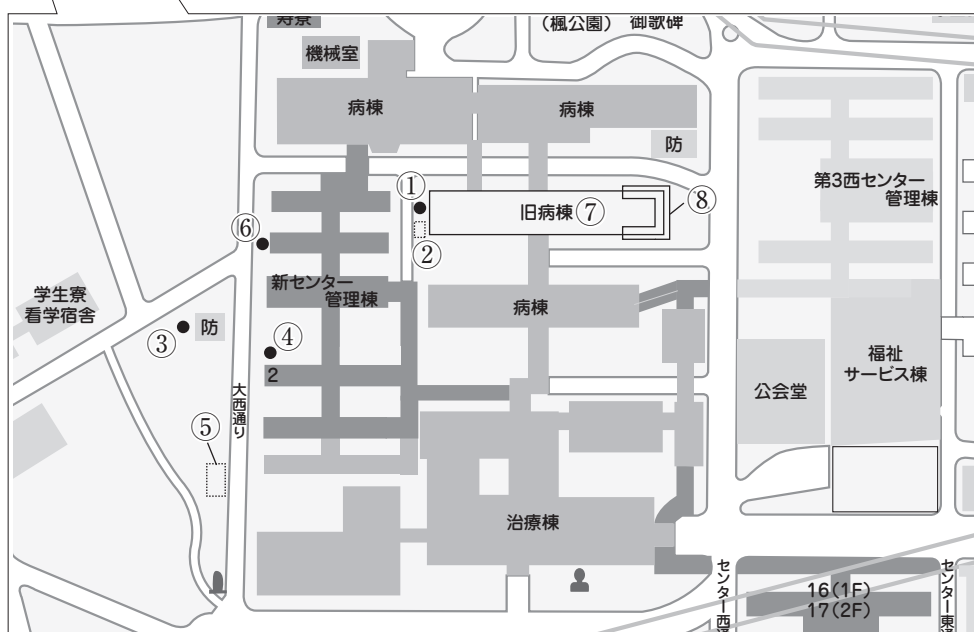 寿寮
(楓公園) 御歌碑
機械室
病棟
病棟
防
第3西センター
管理棟
①
旧病棟⑦
⑧
②
⑥
新センター
管理棟
学生寮
看学宿舎
③
防
④
2
病棟
福祉
サービス棟
公会堂
大西通り
⑤
治療棟
センター西通
16(1F)
17(2F)
センター東通